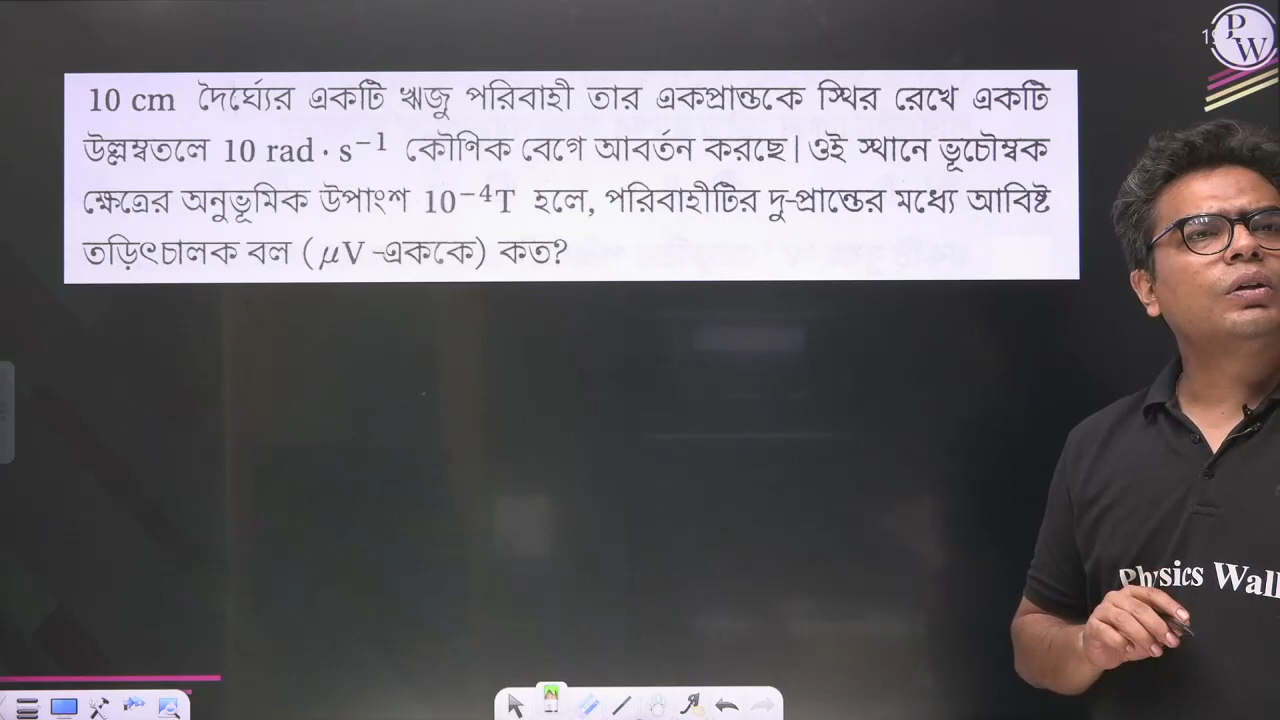 10 cm দৈর্ঘ্যের একটি ঋজু পরিবাহী তার একপ্রান্তকে স্থির রেখে একটি
উল্লম্বতলে 10 rad · s⁻¹ কৌণিক বেগে আবর্তন করছে। ওই স্থানে ভূচৌম্বক
ক্ষেত্রের অনুভূমিক উপাংশ 10⁻⁴T হলে, পরিবাহীটির দু-প্রান্তের মধ্যে আবিষ্ট
তড়িৎচালক বল (μV -এককে) কত?
PW
Physics Wall